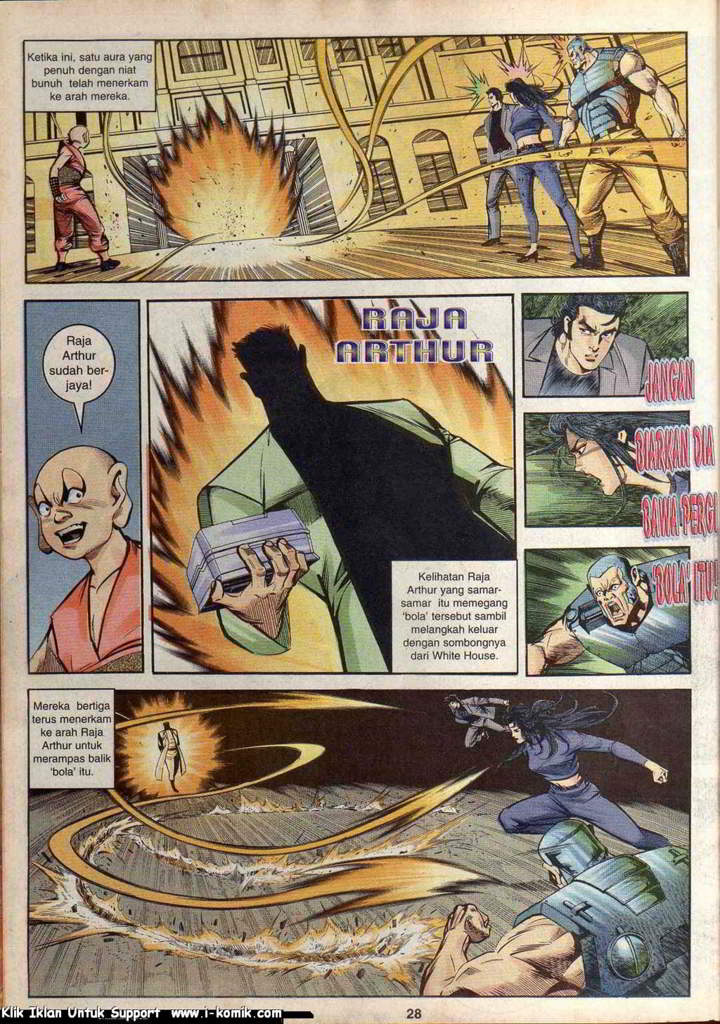 Ketika ini, satu aura yang
penuh dengan niat
bunuh telah menerkam
ke arah mereka.
Raja
Arthur
sudah ber-
jaya!
RAJA
ARTHUR
Kelihatan Raja
Arthur yang samar-
samar itu memegang
'bola' tersebut sambil
melangkah keluar
dengan sombongnya
dari White House.
JANGAN
BIARKAN DIA
BAWA PERGI
'BOLA' ITU!
Mereka bertiga
terus menerkam
ke arah Raja
Arthur untuk
merampas balik
'bola' itu.
Klik Iklan Untuk Support www.i-komik.com
28